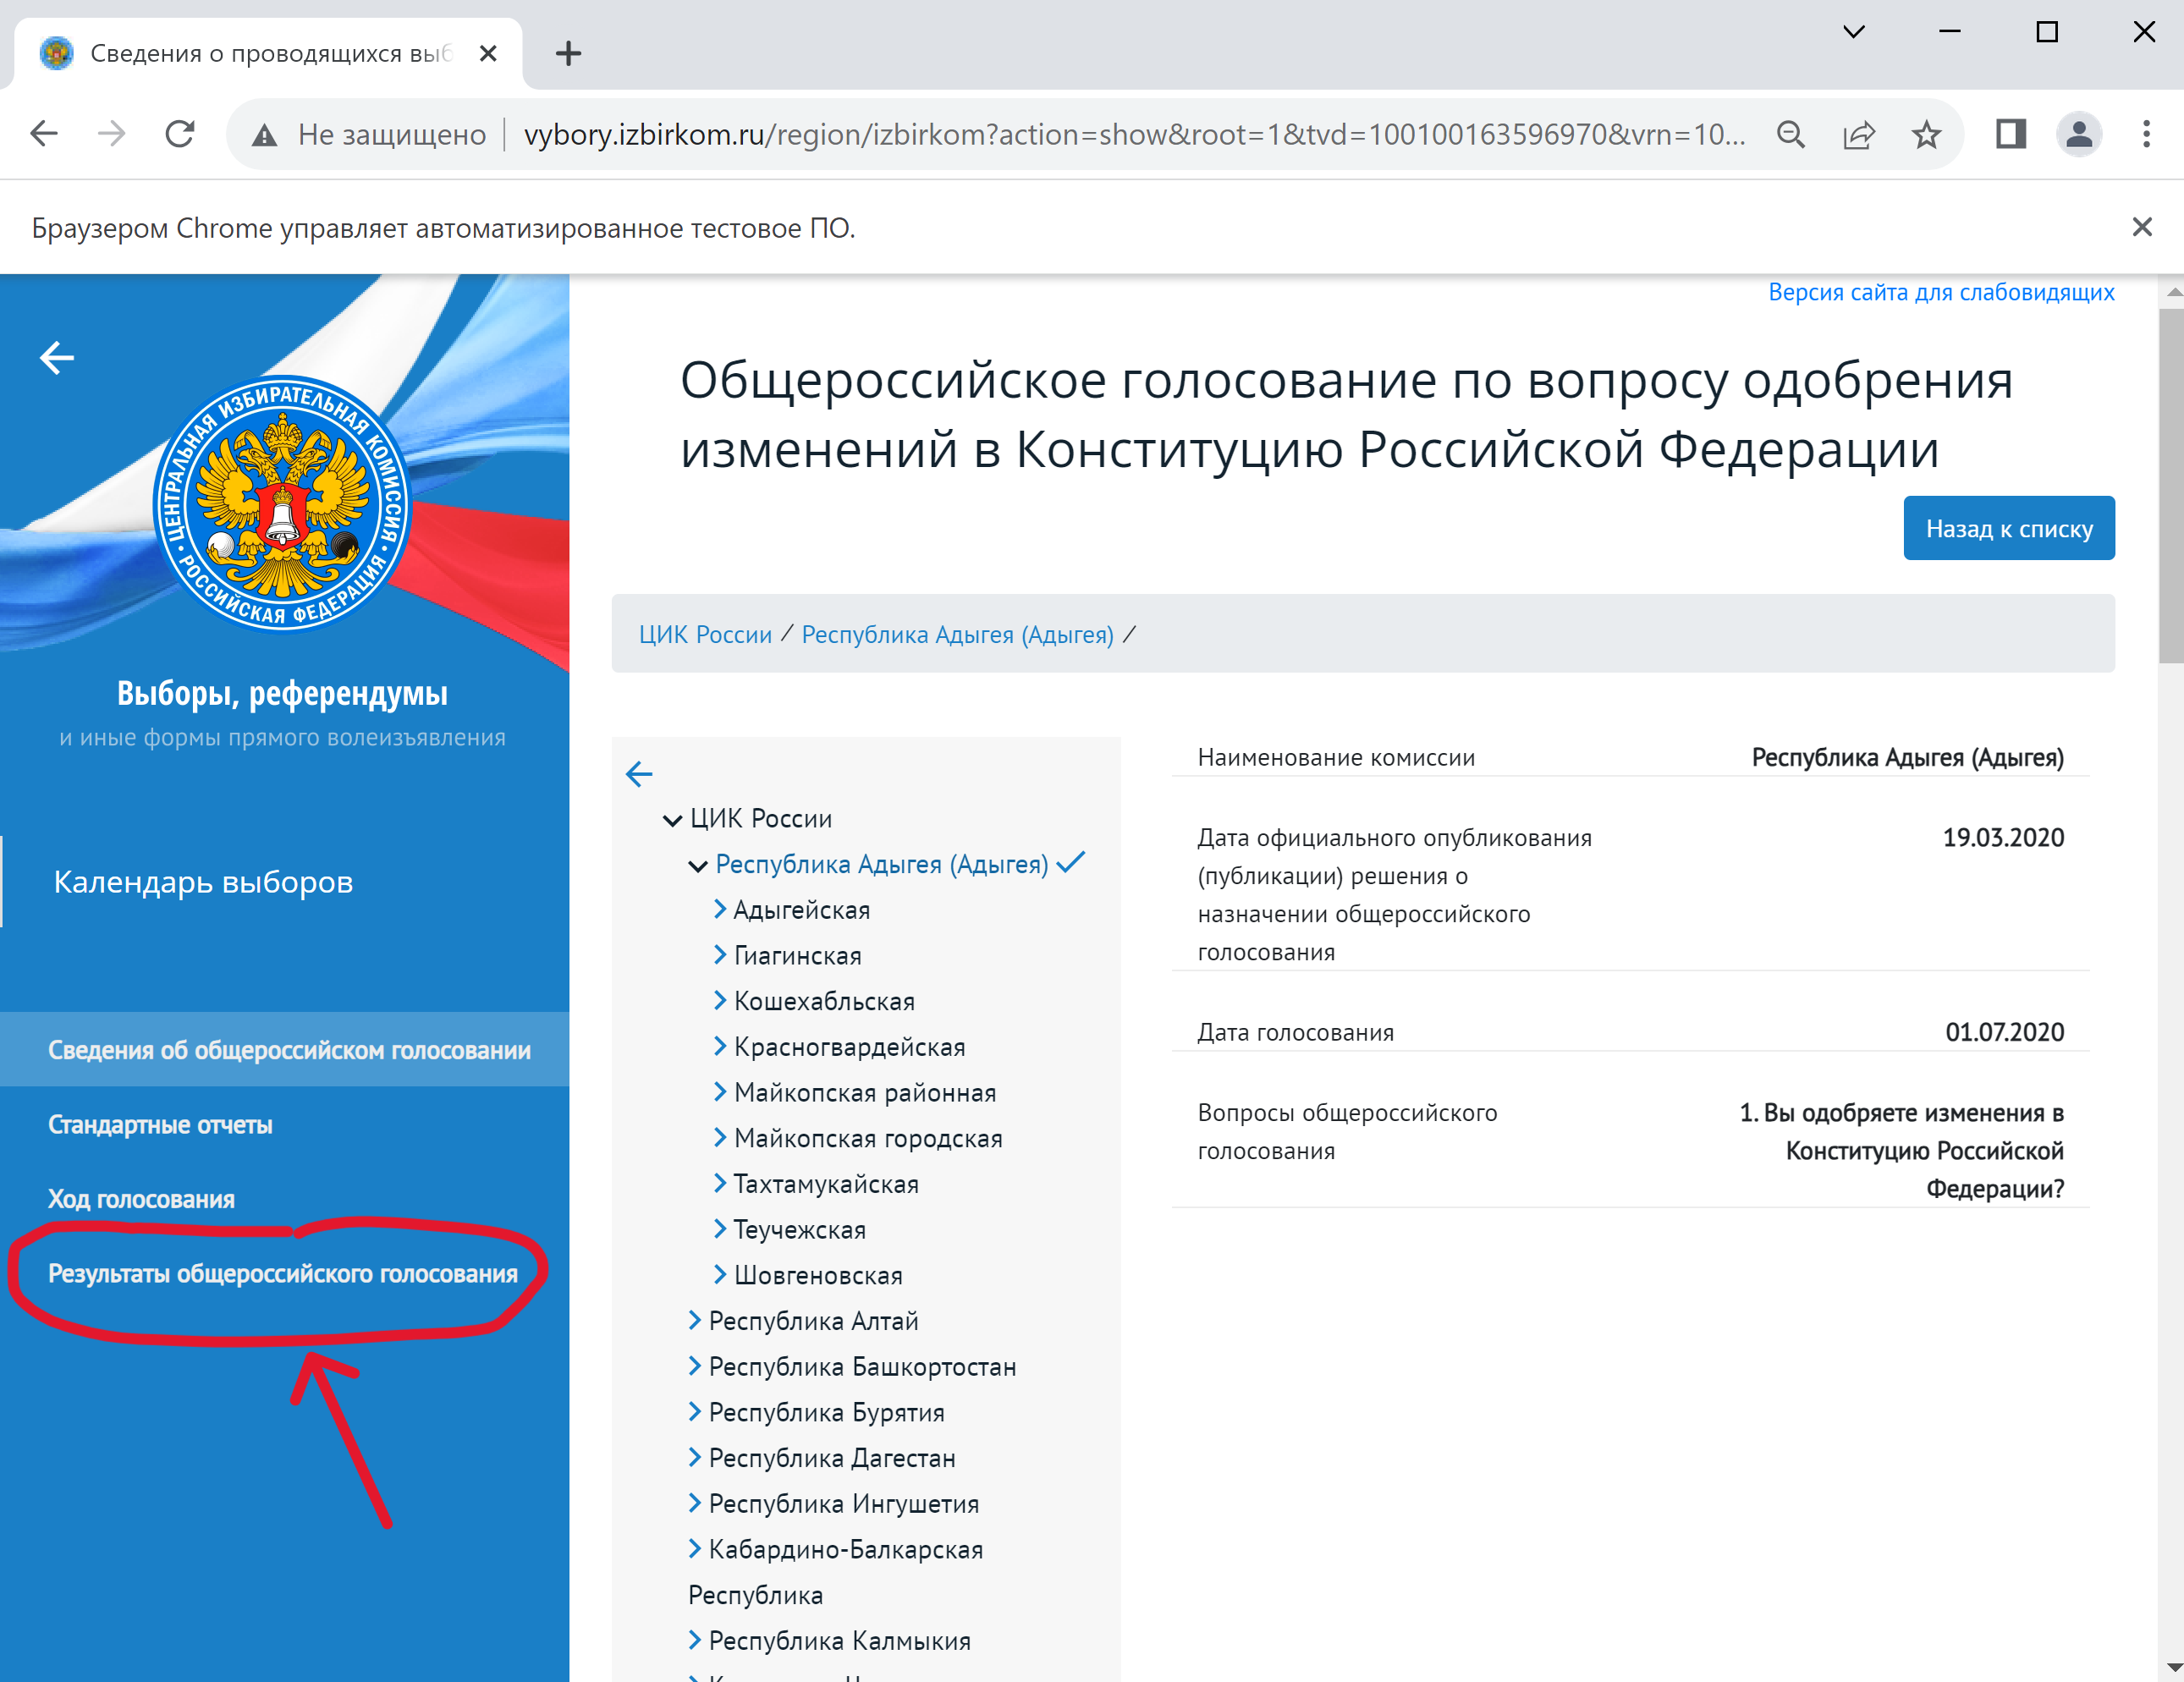 Сведения о проводящихся выб
Не защищено
vybory.izbirkom.ru/region/izbirkom?action=show&root=1&tvd=100100163596970&vrn=10...
Браузером Chrome управляет автоматизированное тестовое ПО.
ЦЕНТРАЛЬНАЯ ИЗБИРАТЕЛЬНАЯ КОМИССИЯ
РОССИЙСКАЯ ФЕДЕРАЦИЯ
Выборы, референдумы
и иные формы прямого волеизъявления
Календарь выборов
Сведения об общероссийском голосовании
Стандартные отчеты
Ход голосования
Результаты общероссийского голосования
Версия сайта для слабовидящих
Общероссийское голосование по вопросу одобрения
изменений в Конституцию Российской Федерации
Назад к списку
ЦИК России / Республика Адыгея (Адыгея) /
ЦИК России
Республика Адыгея (Адыгея)
Адыгейская
Гиагинская
Кошехабльская
Красногвардейская
Майкопская районная
Майкопская городская
Тахтамукайская
Теучежская
Шовгеновская
Республика Алтай
Республика Башкортостан
Республика Бурятия
Республика Дагестан
Республика Ингушетия
Кабардино-Балкарская
Республика
Республика Калмыкия
Наименование комиссии
Республика Адыгея (Адыгея)
Дата официального опубликования
(публикации) решения о
назначении общероссийского
голосования
19.03.2020
Дата голосования
01.07.2020
Вопросы общероссийского
голосования
1. Вы одобряете изменения в
Конституцию Российской
Федерации?